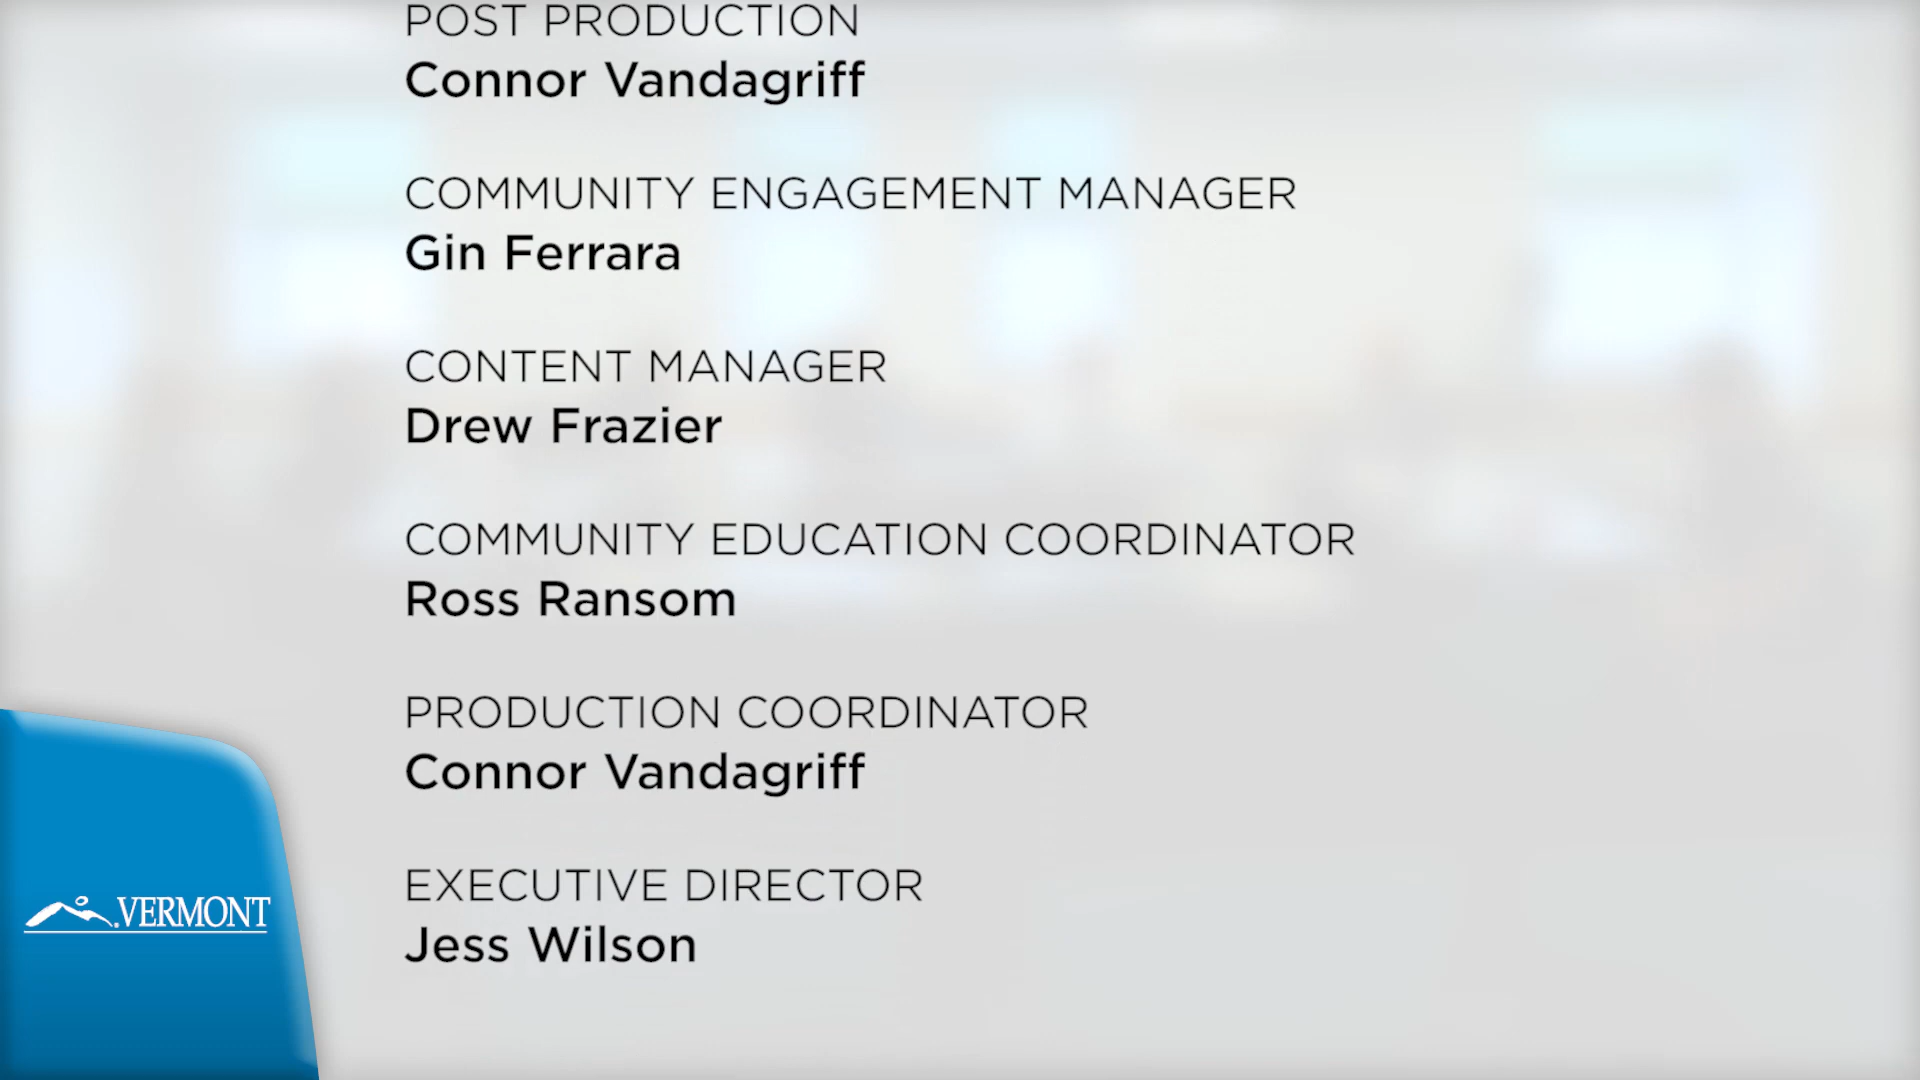 POST PRODUCTION
Connor Vandagriff
COMMUNITY ENGAGEMENT MANAGER
Gin Ferrara
CONTENT MANAGER
Drew Frazier
COMMUNITY EDUCATION COORDINATOR
Ross Ransom
PRODUCTION COORDINATOR
Connor Vandagriff
EXECUTIVE DIRECTOR
Jess Wilson
VERMONT